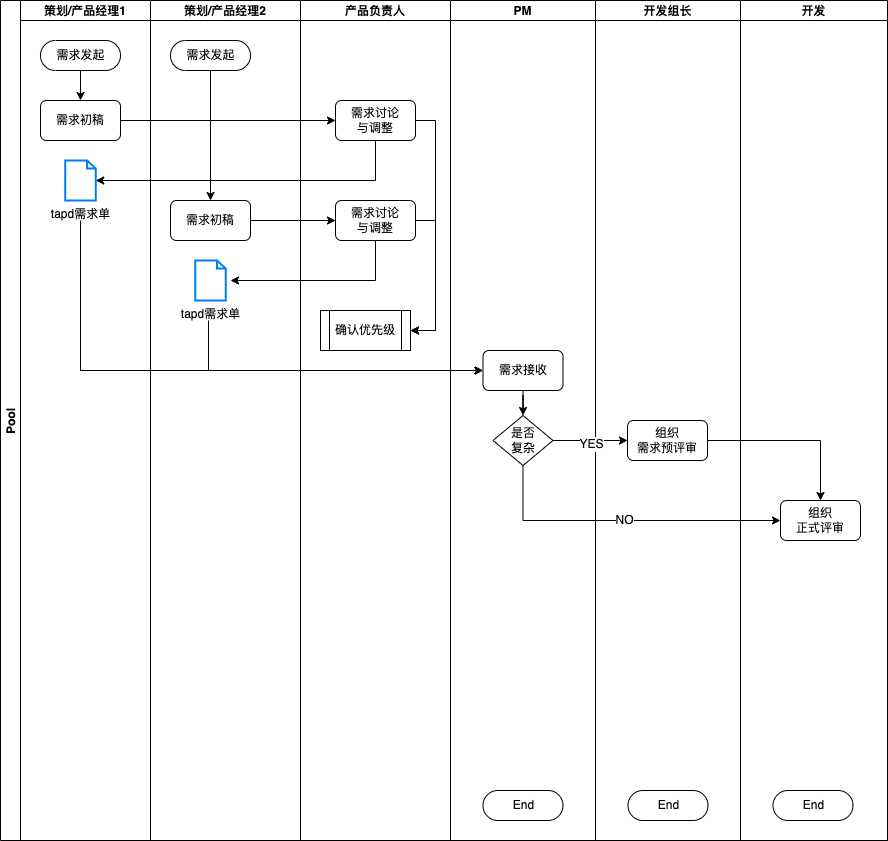 策划/产品经理1
策划/产品经理2
产品负责人
PM
开发组长
开发
Pool
需求发起
需求发起
需求初稿
需求讨论
与调整
tapd需求单
需求初稿
需求讨论
与调整
tapd需求单
确认优先级
需求接收
是否
复杂
YES
组织
需求预评审
NO
组织
正式评审
End
End
End